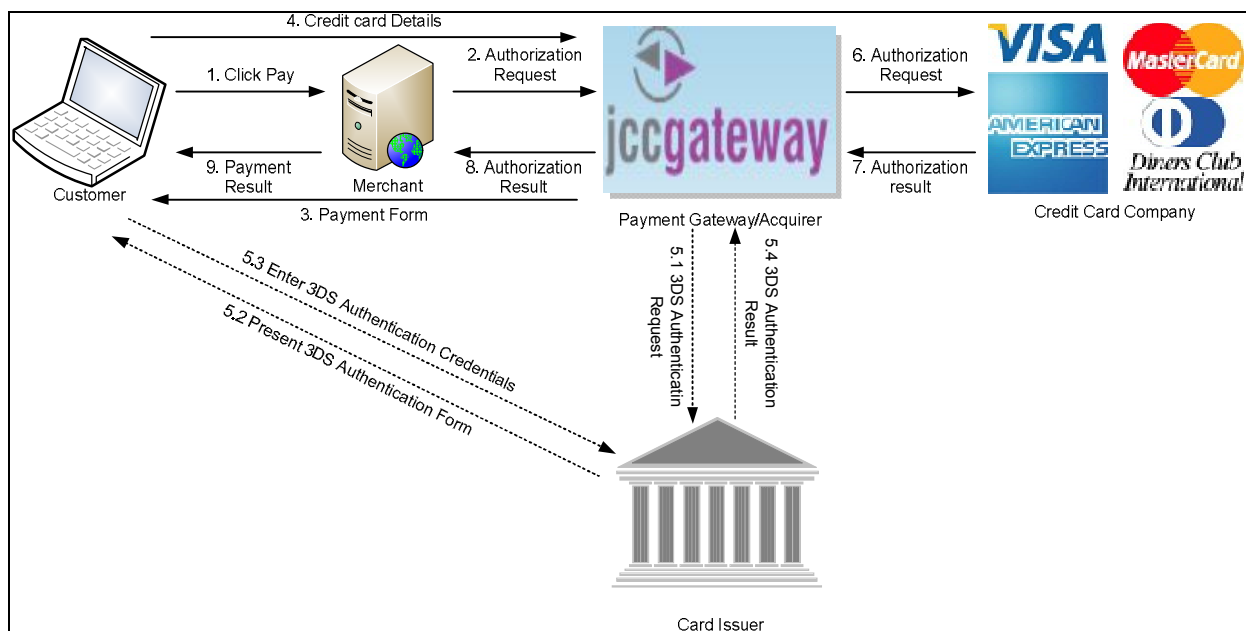 4. Credit card Details
1. Click Pay
2. Authorization
Request
6. Authorization
Request
jccgateway
VISA
MasterCard
AMERICAN
EXPRESS
Diners Club
International
9. Payment
Result
Merchant
8. Authorization
Result
7. Authorization
result
Customer
3. Payment Form
Payment Gateway/Acquirer
Credit Card Company
5.3 Enter 3DS Authentication Credentials
5.2 Present 3DS Authentication Form
5.1 3DS Authenticatin
Request
5.4 3DS Authentication
Result
Card Issuer